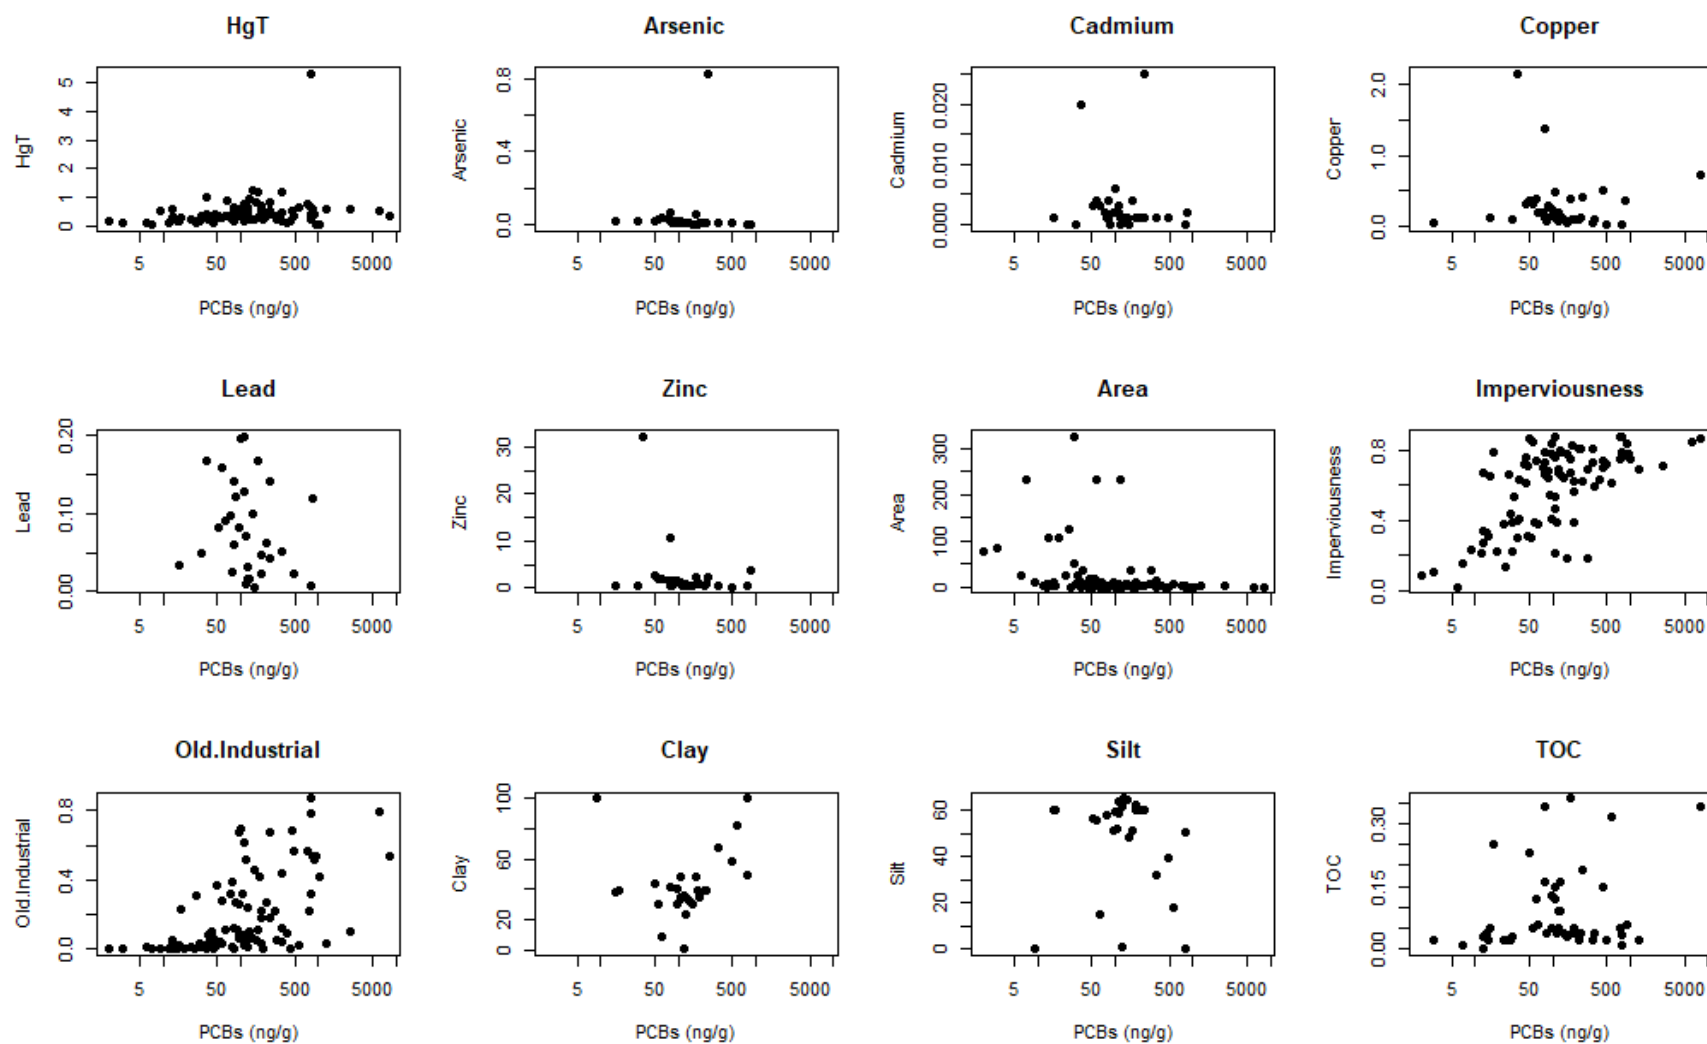 HgT Arsenic Cadmium Copper
HgT 0 1 2 3 4 5
Arsenic 0.0 0.4 0.8
Cadmium 0.000 0.010 0.020
Copper 0.0 1.0 2.0
5 50 500 5000 5 50 500 5000 5 50 500 5000 5 50 500 5000
PCBs (ng/g) PCBs (ng/g) PCBs (ng/g) PCBs (ng/g)
Lead Zinc Area Imperviousness
Lead 0.00 0.10 0.20
Zinc 0 10 20 30
Area 0 100 200 300
Imperviousness 0.0 0.4 0.8
5 50 500 5000 5 50 500 5000 5 50 500 5000 5 50 500 5000
PCBs (ng/g) PCBs (ng/g) PCBs (ng/g) PCBs (ng/g)
Old.Industrial Clay Silt TOC
Old.Industrial 0.0 0.4 0.8
Clay 0 20 40 60 100
Silt 0 20 40 60
TOC 0.00 0.15 0.30
5 50 500 5000 5 50 500 5000 5 50 500 5000 5 50 500 5000
PCBs (ng/g) PCBs (ng/g) PCBs (ng/g) PCBs (ng/g)